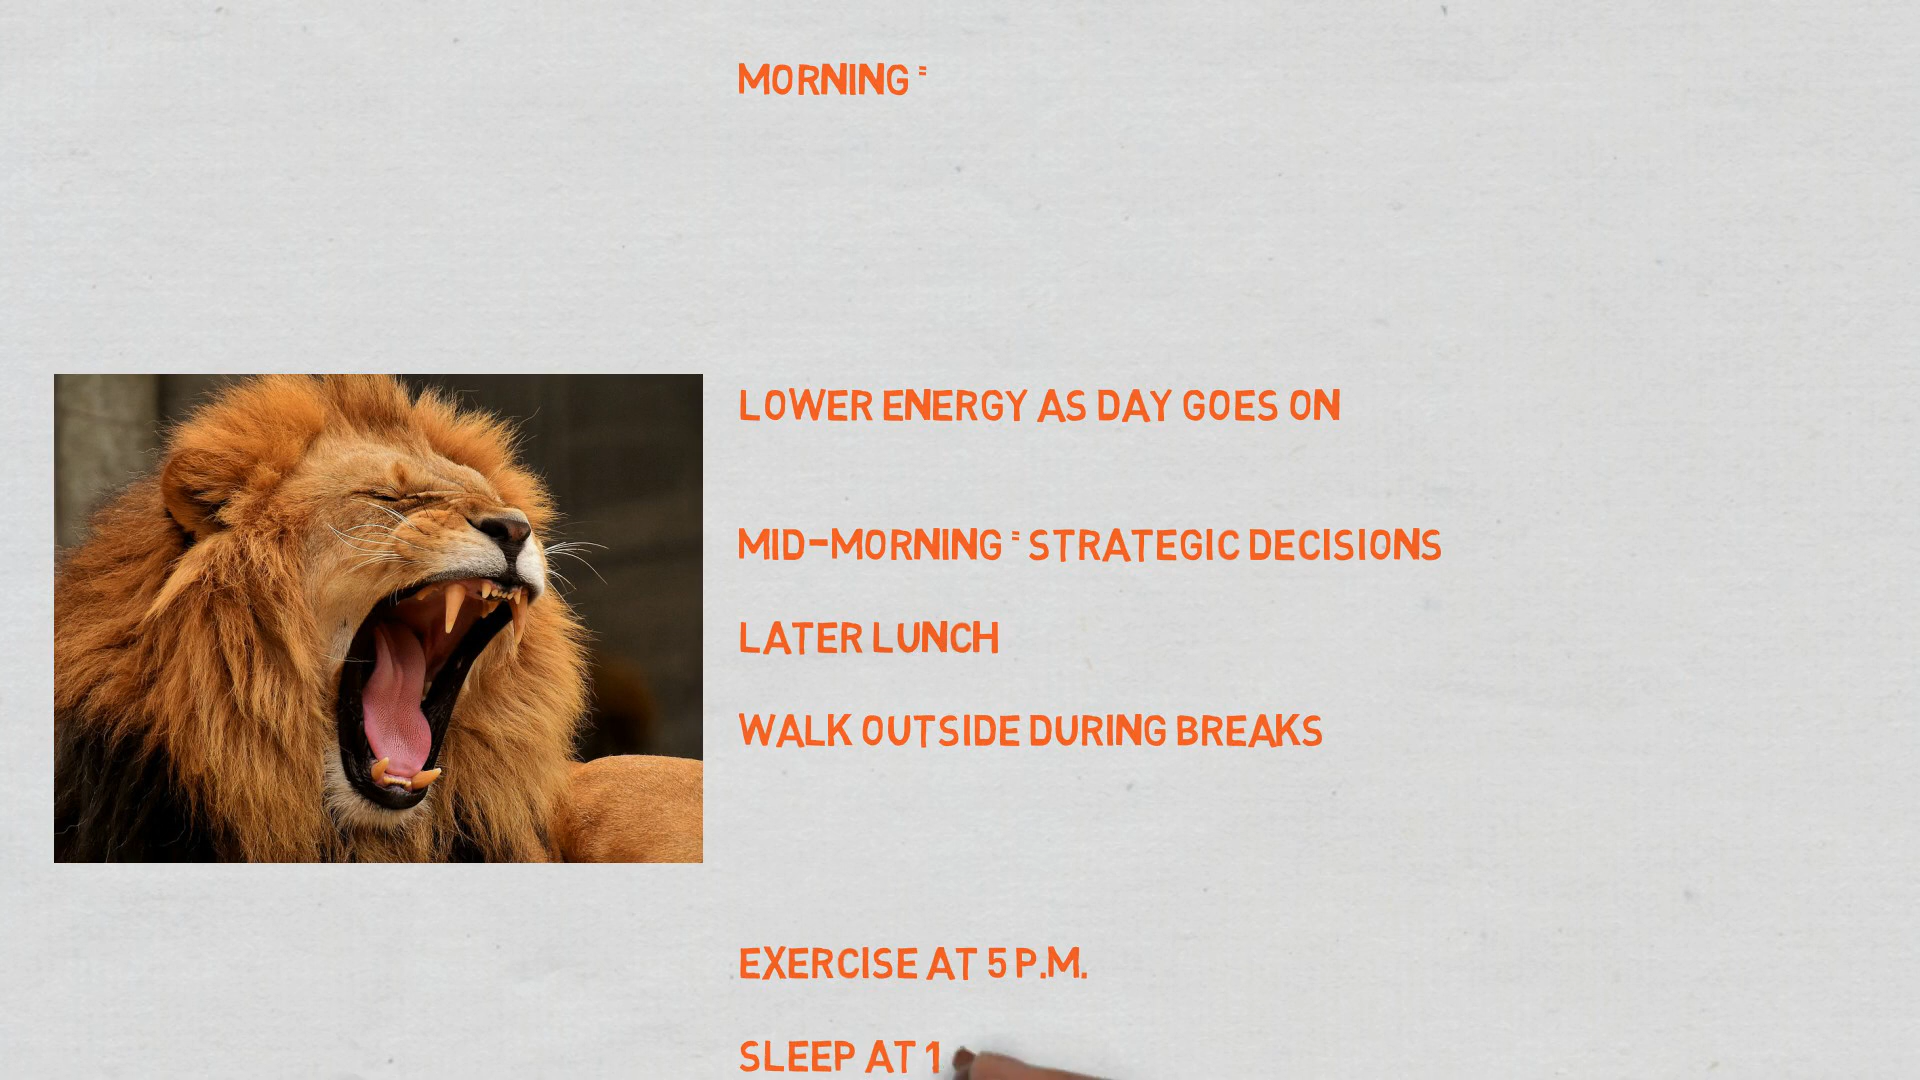 MORNING =
LOWER ENERGY AS DAY GOES ON
MID-MORNING = STRATEGIC DECISIONS
LATER LUNCH
WALK OUTSIDE DURING BREAKS
EXERCISE AT 5 P.M.
SLEEP AT 1